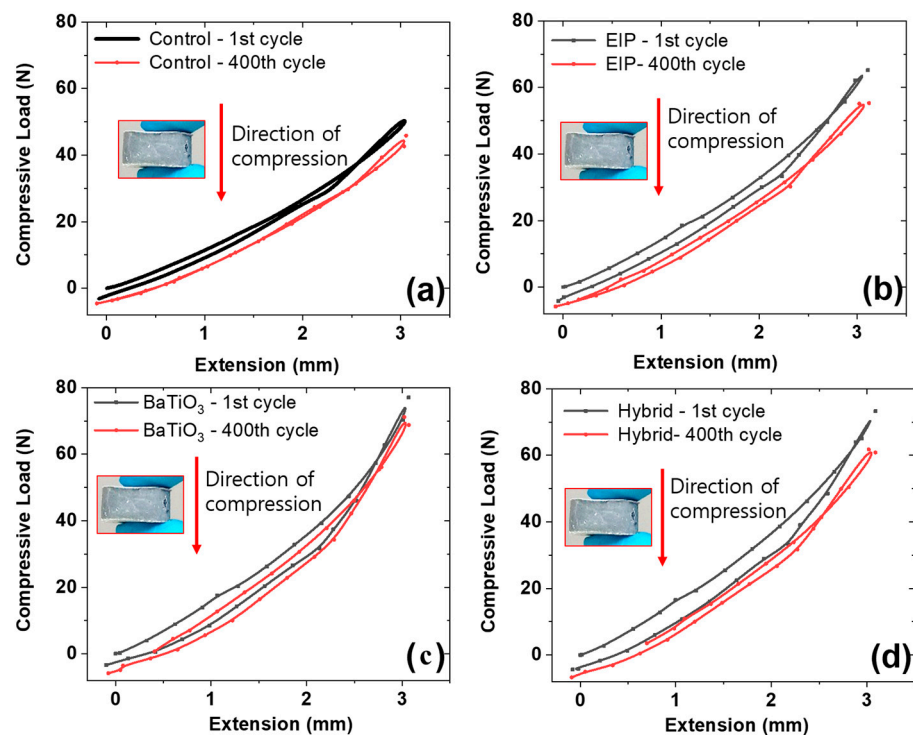 Control - 1st cycle
Control - 400th cycle
Direction of
compression
Compressive Load (N)
80
60
40
20
0
(a)
0 1 2 3
Extension (mm)
EIP - 1st cycle
EIP- 400th cycle
Direction of
compression
Compressive Load (N)
80
60
40
20
0
(b)
0 1 2 3
Extension (mm)
BaTiO₃ - 1st cycle
BaTiO₃ - 400th cycle
Direction of
compression
Compressive Load (N)
80
60
40
20
0
(c)
0 1 2 3
Extension (mm)
Hybrid - 1st cycle
Hybrid- 400th cycle
Direction of
compression
Compressive Load (N)
80
60
40
20
0
(d)
0 1 2 3
Extension (mm)